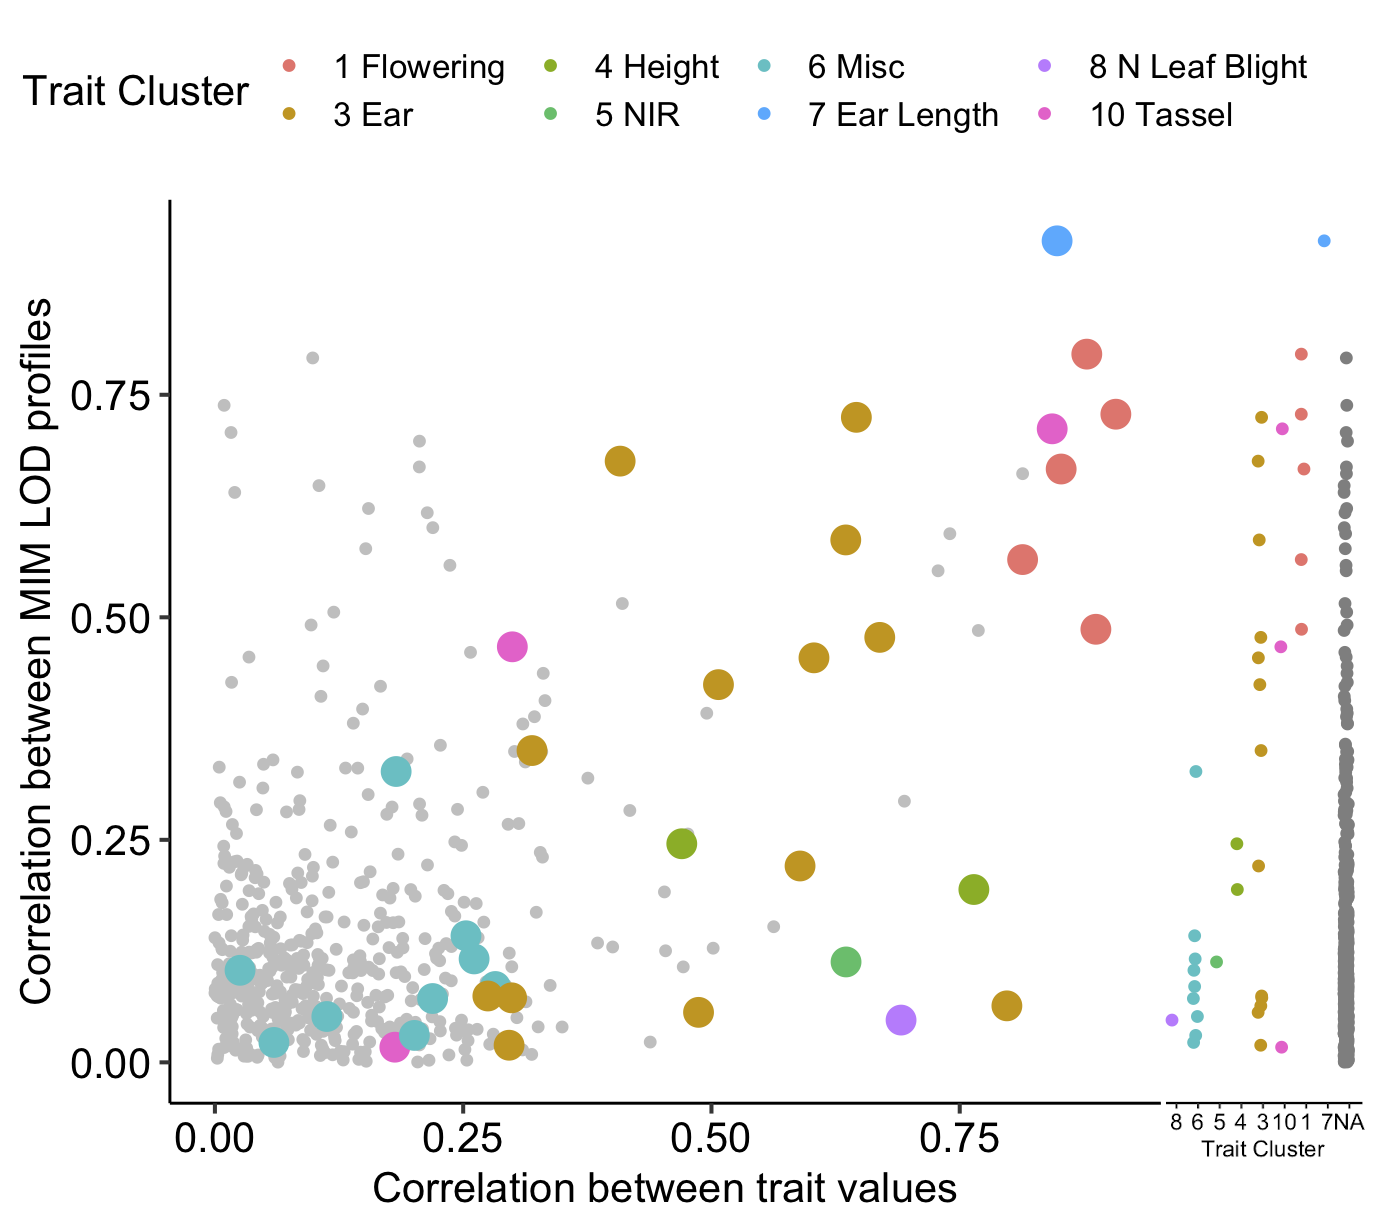 Trait Cluster
1 Flowering
4 Height
6 Misc
8 N Leaf Blight
3 Ear
5 NIR
7 Ear Length
10 Tassel
Correlation between MIM LOD profiles
0.75
0.50
0.25
0.00
0.00 0.25 0.50 0.75
Correlation between trait values
8 6 5 4 3 10 1 7 NA
Trait Cluster